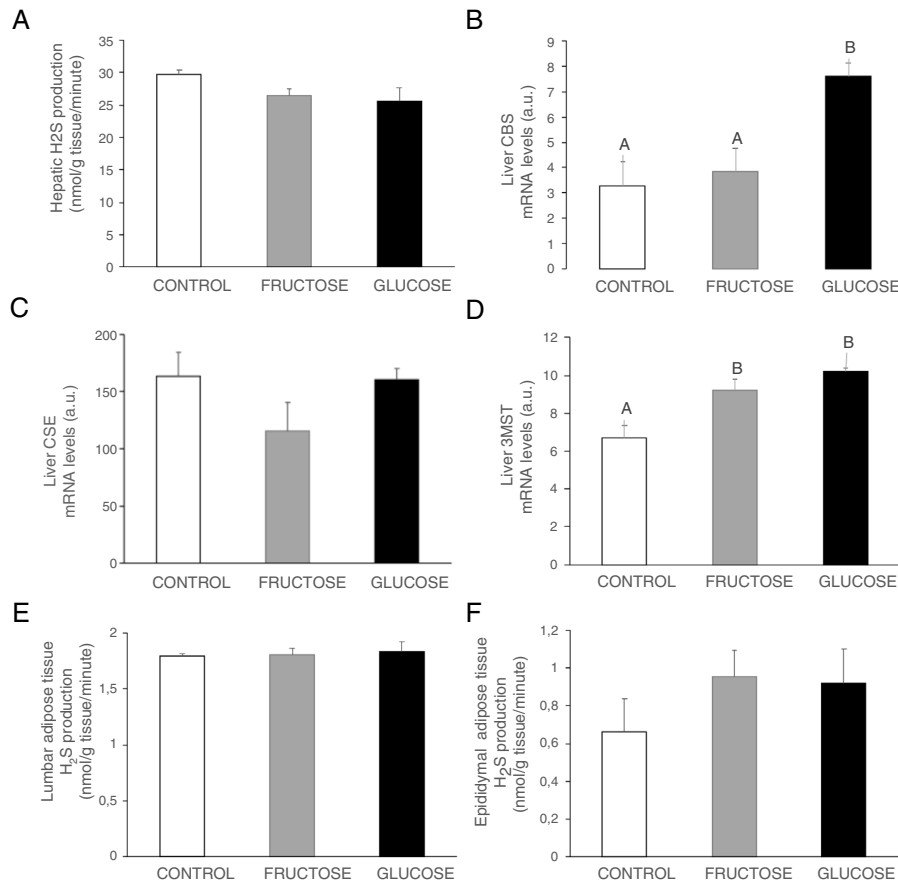 A
Hepatic H2S production
(nmol/g tissue/minute)
35
30
25
20
15
10
5
0
CONTROL FRUCTOSE GLUCOSE
B
Liver CBS
mRNA levels (a.u.)
9
8
7
6
5
4
3
2
1
0
A A B
CONTROL FRUCTOSE GLUCOSE
C
Liver CSE
mRNA levels (a.u.)
200
150
100
50
0
CONTROL FRUCTOSE GLUCOSE
D
Liver 3MST
mRNA levels (a.u.)
12
10
8
6
4
2
0
A B B
CONTROL FRUCTOSE GLUCOSE
E
Lumbar adipose tissue
H₂S production
(nmol/g tissue/minute)
2
1,5
1
0,5
0
CONTROL FRUCTOSE GLUCOSE
F
Epididymal adipose tissue
H₂S production
(nmol/g tissue/minute)
1,2
1
0,8
0,6
0,4
0,2
0
CONTROL FRUCTOSE GLUCOSE